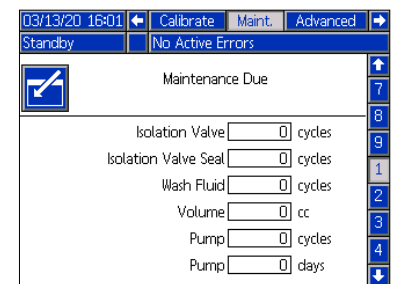 03/13/20 16:01 Calibrate Maint. Advanced
Standby No Active Errors
Maintenance Due
7
8
9
1
2
3
4
Isolation Valve 0 cycles
Isolation Valve Seal 0 cycles
Wash Fluid 0 cycles
Volume 0 cc
Pump 0 cycles
Pump 0 days